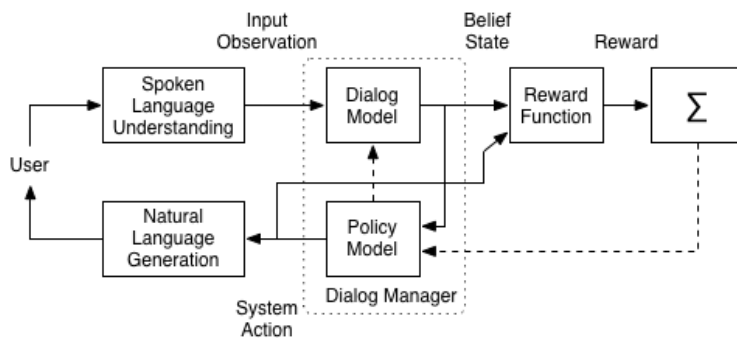 Input
Observation
Belief
State
Reward
Spoken
Language
Understanding
Dialog
Model
Reward
Function
Σ
User
Natural
Language
Generation
Policy
Model
Dialog Manager
System
Action